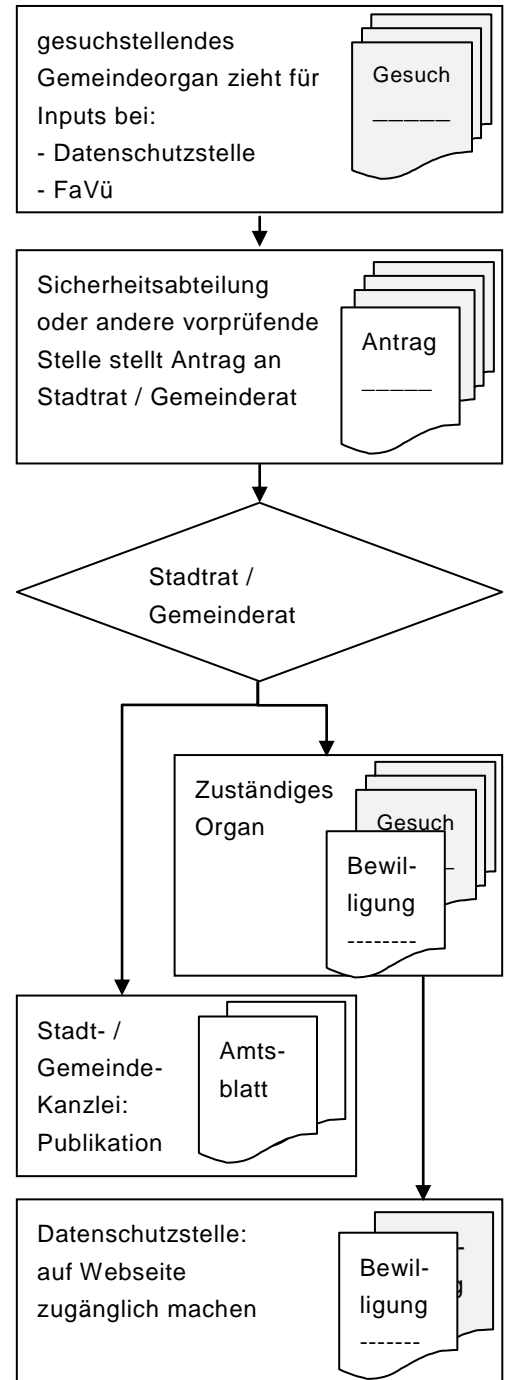 gesuchstellendes
Gemeindeorgan zieht für
Inputs bei:
- Datenschutzstelle
- FaVü
Gesuch
_____
Sicherheitsabteilung
oder andere vorprüfende
Stelle stellt Antrag an
Stadtrat / Gemeinderat
Antrag
_____
Stadtrat /
Gemeinderat
Zuständiges
Organ
Gesuch
Bewil-
ligung
--------
Stadt- /
Gemeinde-
Kanzlei:
Publikation
Amts-
blatt
Datenschutzstelle:
auf Webseite
zugänglich machen
Bewil-
ligung
-------